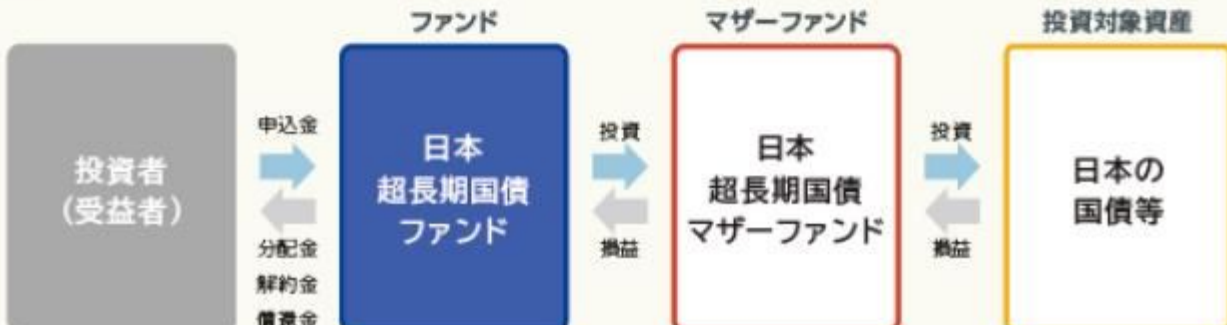 ファンド
マザーファンド
投資対象資産
投資者
(受益者)
申込金
分配金
解約金
償還金
日本
超長期国債
ファンド
投資
損益
日本
超長期国債
マザーファンド
投資
損益
日本の
国債等